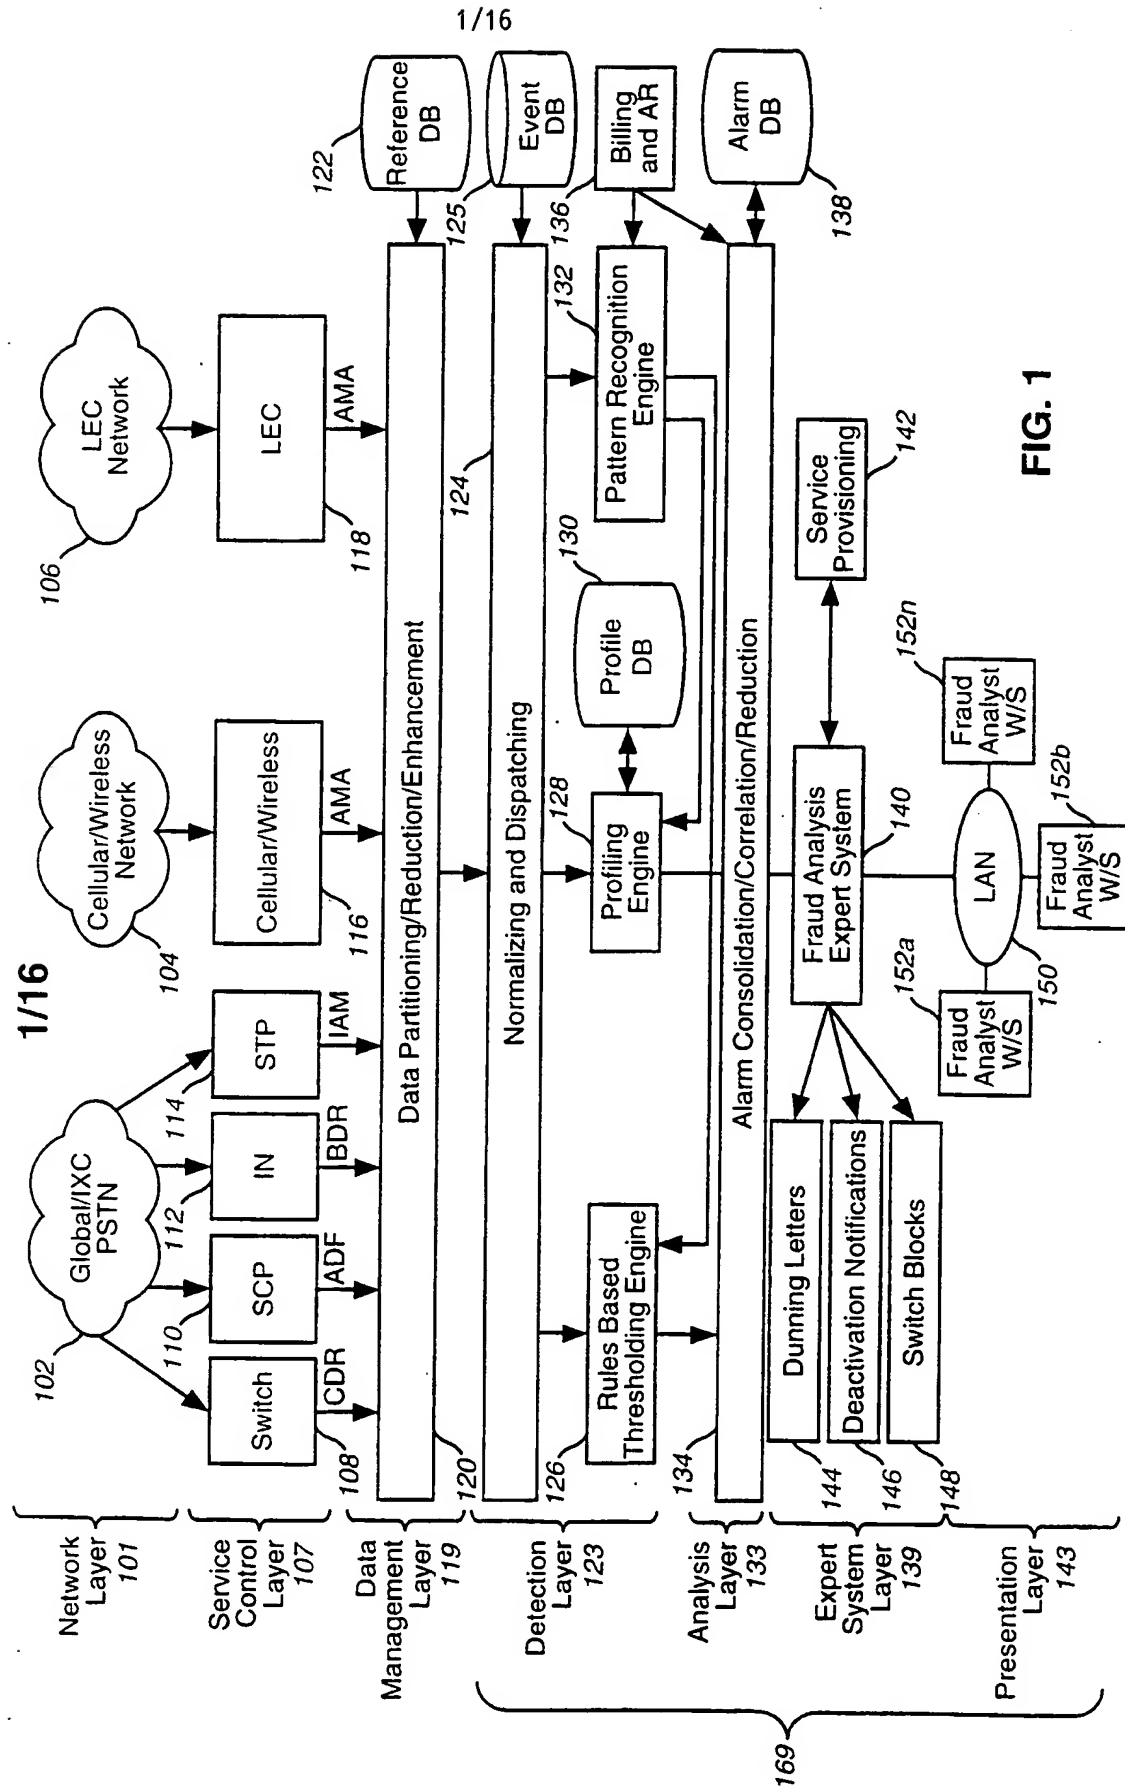 1/16
1/16
Network
Layer
101
Global/IXC
PSTN
102
Cellular/Wireless
Network
104
LEC
Network
106
Service
Control
Layer
107
Switch
108
CDR
SCP
110
ADF
IN
112
BDR
STP
114
IAM
Cellular/Wireless
116
AMA
LEC
118
AMA
Data
Management
Layer 119
120
Data Partitioning/Reduction/Enhancement
Reference
DB
122
Detection
Layer
123
Normalizing and Dispatching
124
Event
DB
125
Rules Based
Thresholding Engine
126
Profiling
Engine
128
Profile
DB
130
Pattern Recognition
Engine
132
Billing
and AR
136
Analysis
Layer
133
134
Alarm Consolidation/Correlation/Reduction
Alarm
DB
138
Expert
System
Layer
139
Dunning Letters
144
Deactivation Notifications
146
Switch Blocks
148
Fraud Analysis
Expert System
140
Service
Provisioning
142
Presentation
Layer
143
Fraud
Analyst
W/S
152a
LAN
150
Fraud
Analyst
W/S
152b
Fraud
Analyst
W/S
152n
169
FIG. 1